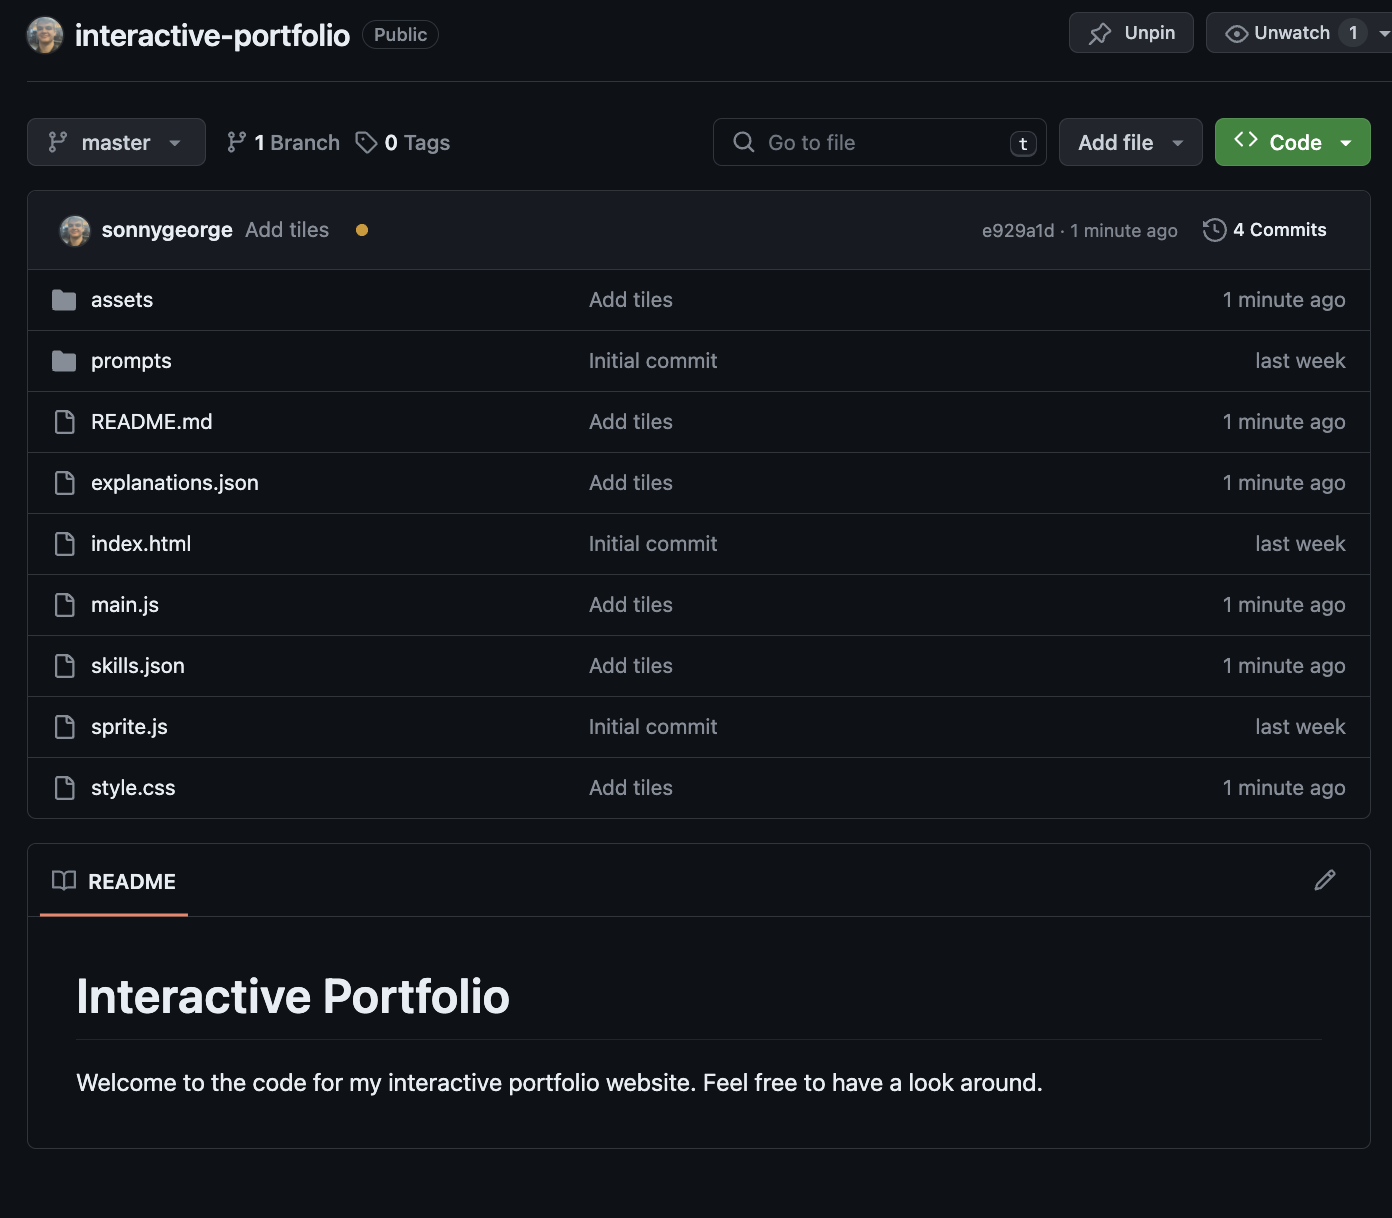 interactive-portfolio Public Unpin Unwatch 1
master 1 Branch 0 Tags Go to file t Add file Code
sonnygeorge Add tiles e929a1d · 1 minute ago 4 Commits
assets Add tiles 1 minute ago
prompts Initial commit last week
README.md Add tiles 1 minute ago
explanations.json Add tiles 1 minute ago
index.html Initial commit last week
main.js Add tiles 1 minute ago
skills.json Add tiles 1 minute ago
sprite.js Initial commit last week
style.css Add tiles 1 minute ago
README
Interactive Portfolio
Welcome to the code for my interactive portfolio website. Feel free to have a look around.